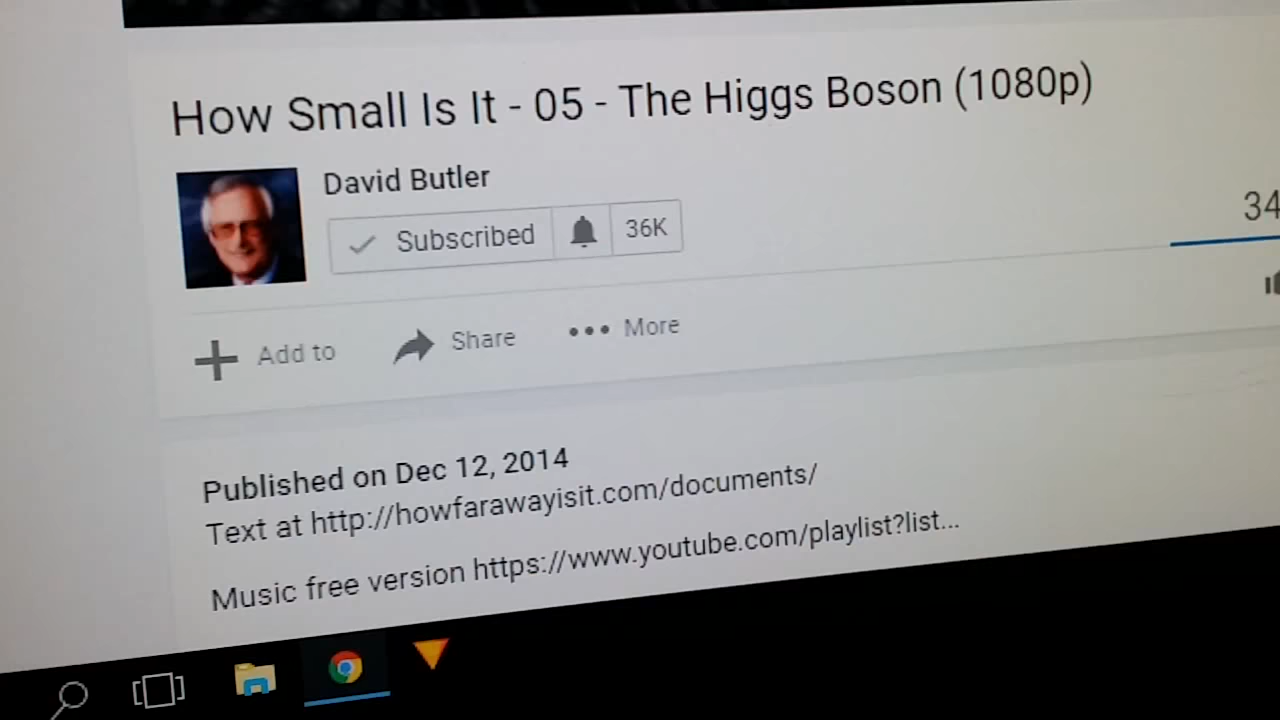 How Small Is It - 05 - The Higgs Boson (1080p)
David Butler
Subscribed 36K
34
Add to Share More
Published on Dec 12, 2014
Text at http://howfarawayisit.com/documents/
Music free version https://www.youtube.com/playlist?list...